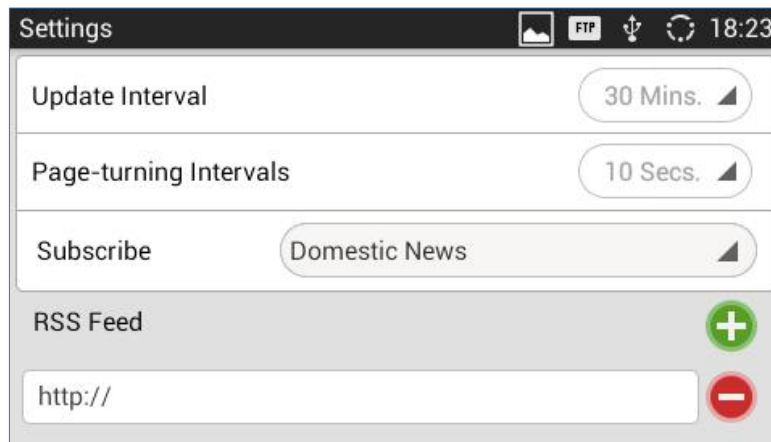 Settings FTP 18:23
Update Interval 30 Mins.
Page-turning Intervals 10 Secs.
Subscribe Domestic News
RSS Feed
http://